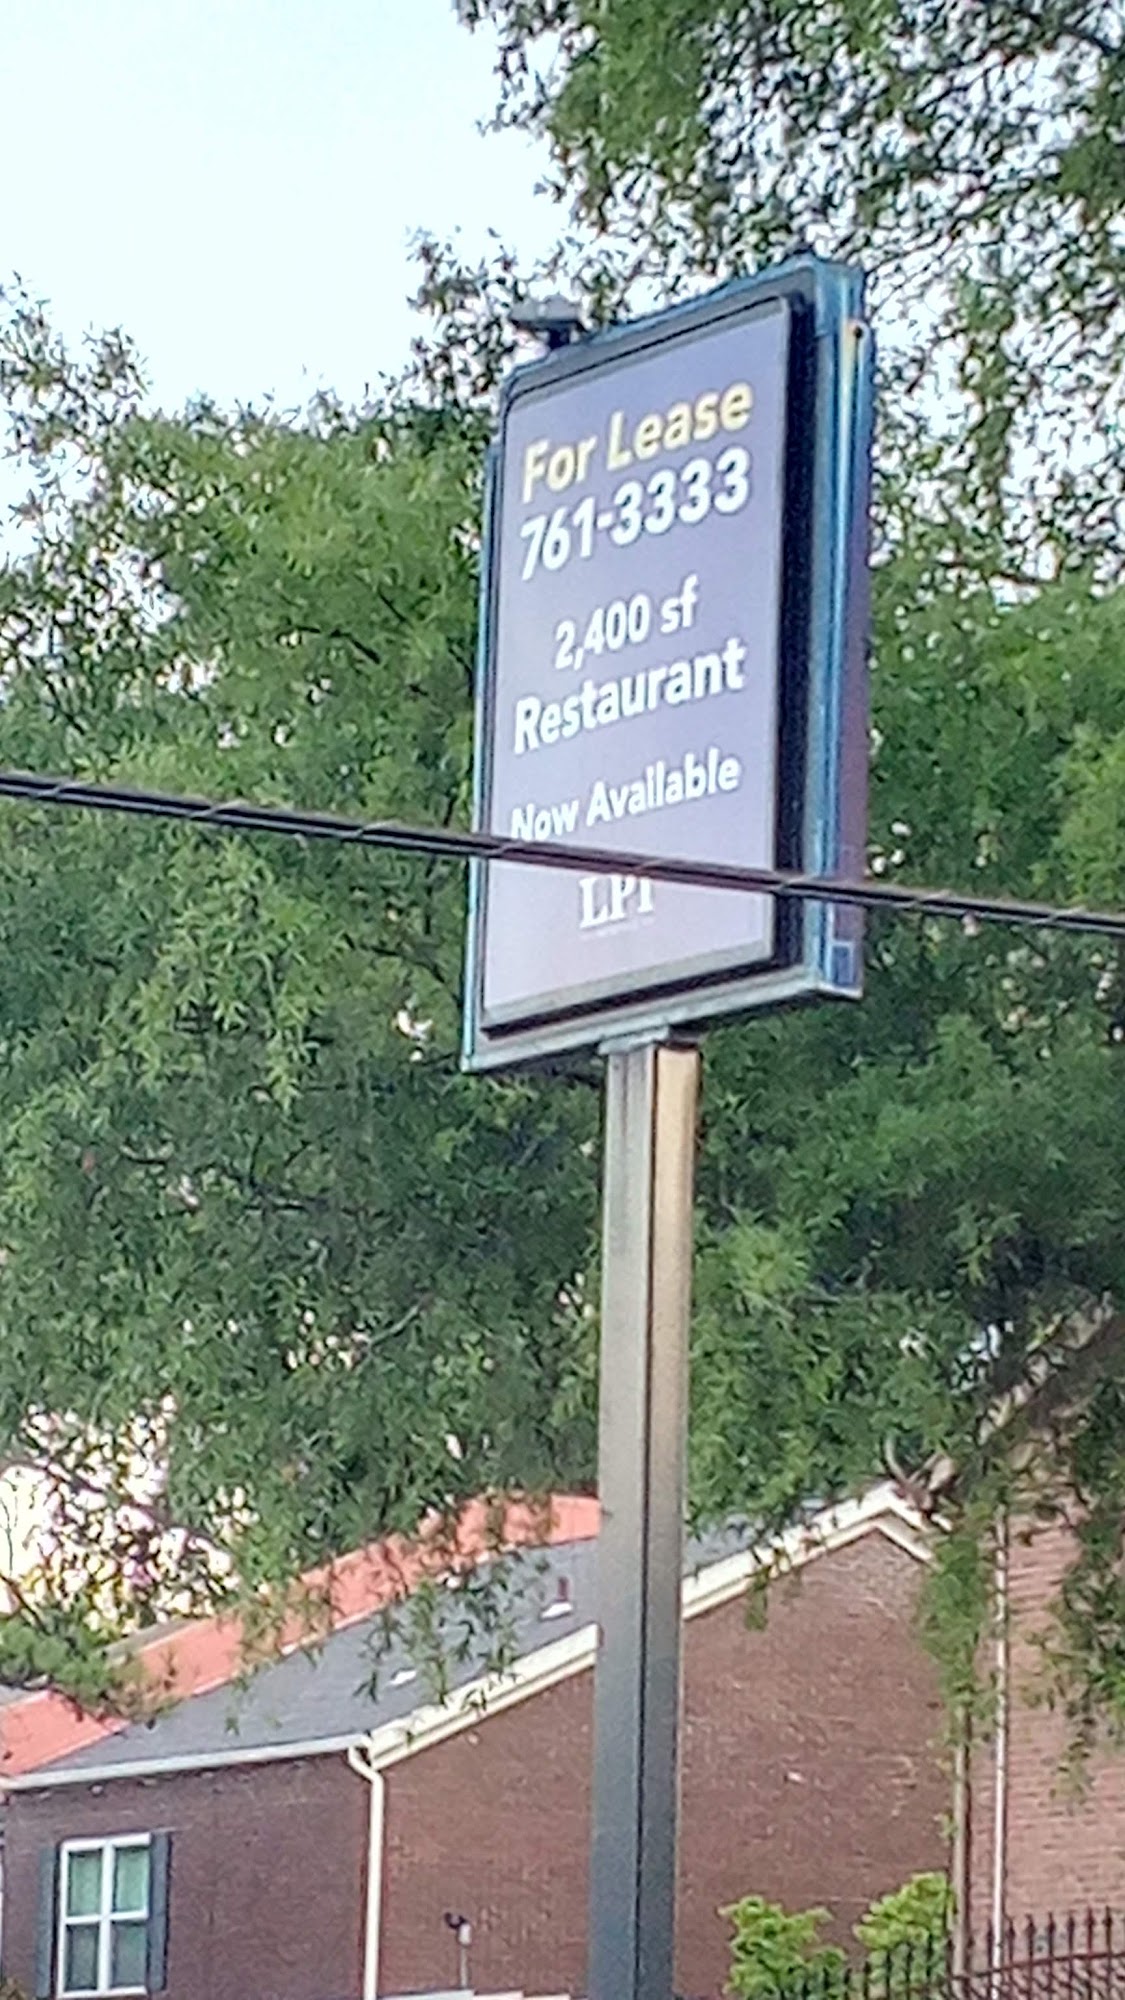 For Lease
761-3333
2,400 sf
Restaurant
Now Available
LPI